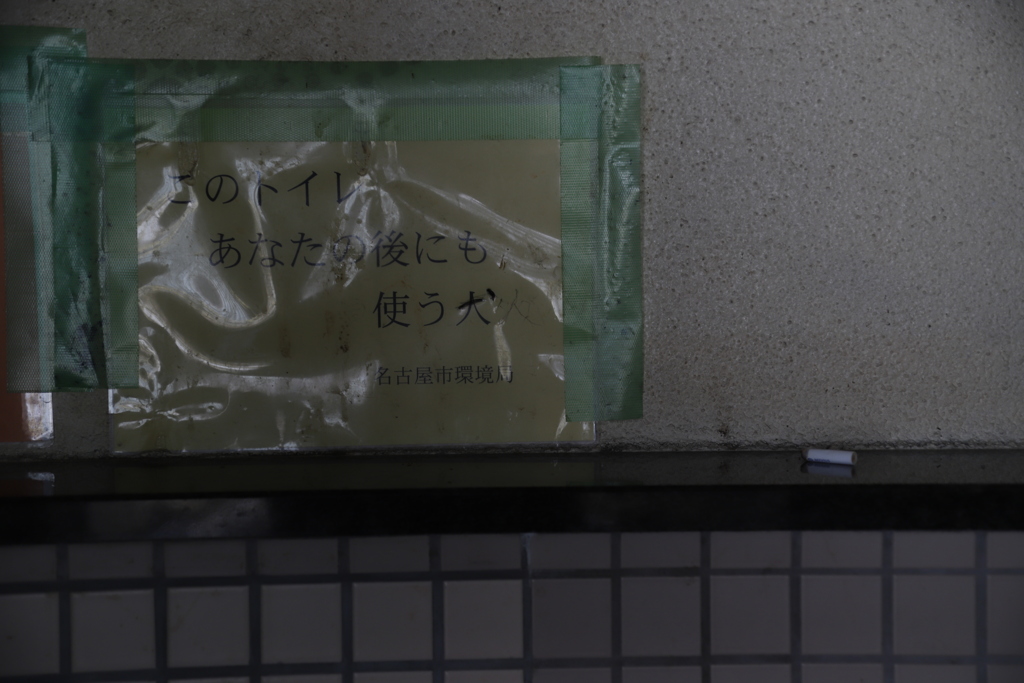 このトイレ
あなたの後にも
使う犬
名古屋市環境局